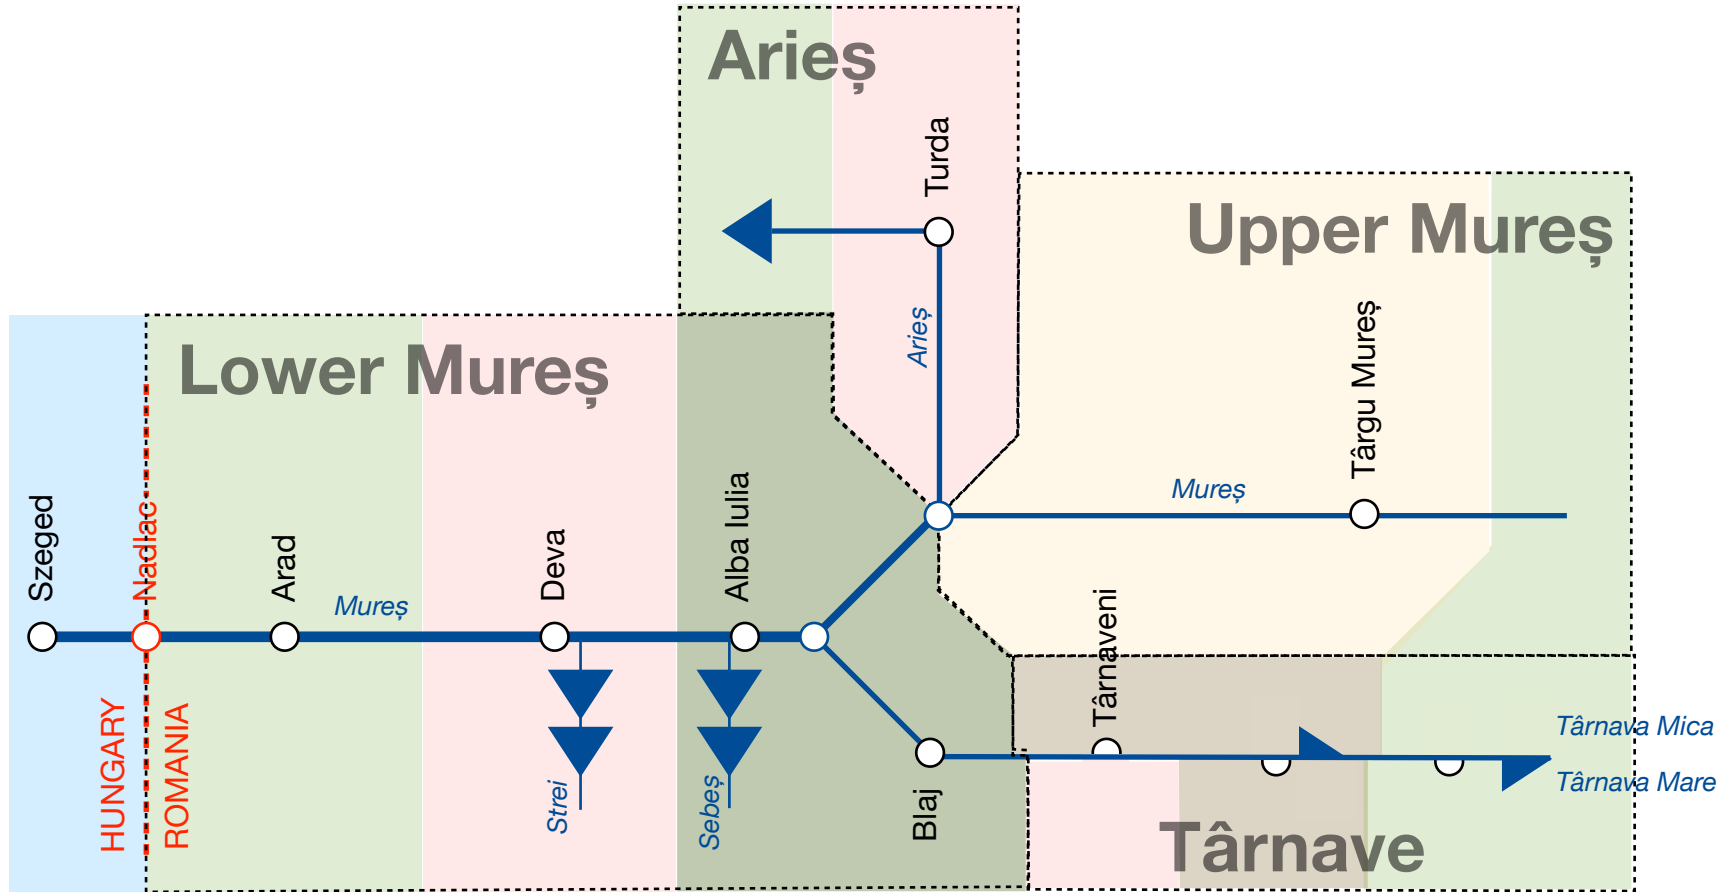 Arieș
Turda
Upper Mureș
Arieș
Lower Mureș
Târgu Mureș
Mureș
Szeged
Nadlac
Arad
Mureș
Deva
Alba Iulia
Târnaveni
HUNGARY
ROMANIA
Strei
Sebeș
Blaj
Târnava Mica
Târnava Mare
Târnave